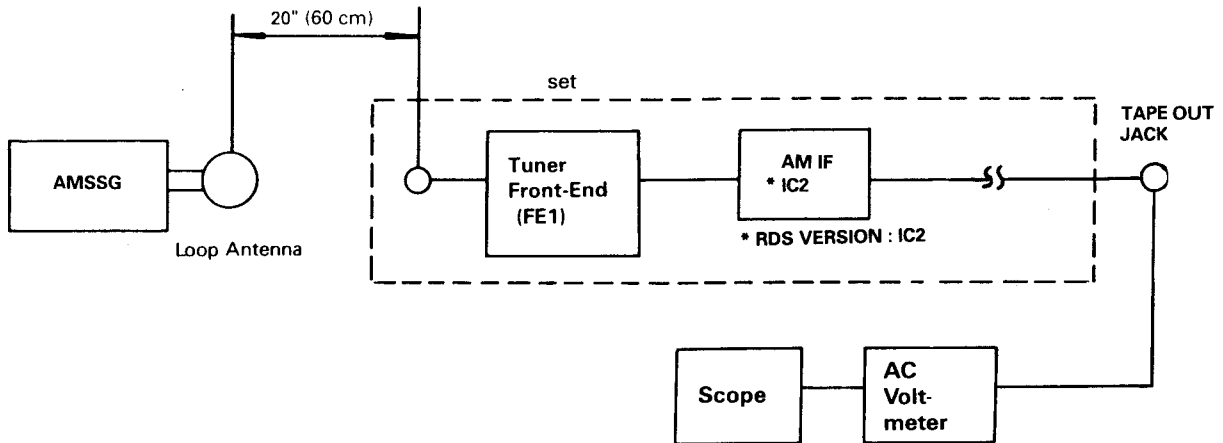 20" (60 cm)
set
TAPE OUT
JACK
AMSSG
Tuner
Front-End
(FE1)
AM IF
* IC2
Loop Antenna
* RDS VERSION : IC2
Scope
AC
Volt-
meter